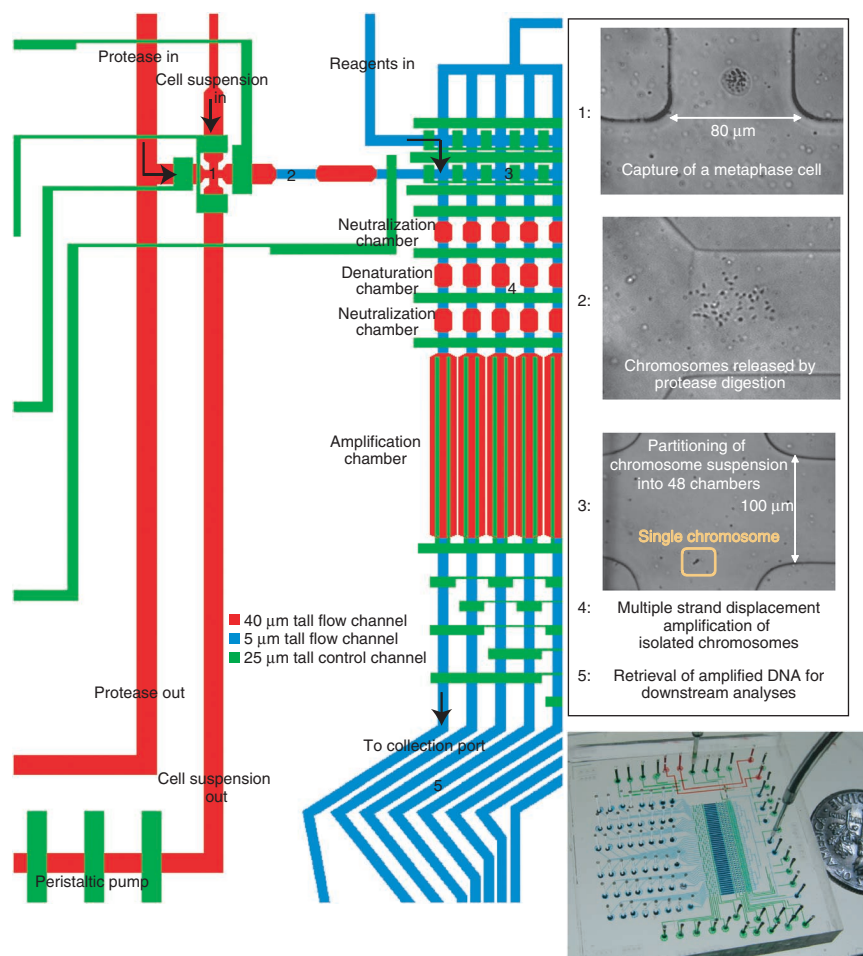 Protease in
Cell suspension
in
Reagents in
1
2
3
Neutralization
chamber
Denaturation
chamber
4
Neutralization
chamber
Amplification
chamber
40 μm tall flow channel
5 μm tall flow channel
25 μm tall control channel
Protease out
To collection port
Cell suspension
out
5
Peristaltic pump
1:
80 μm
Capture of a metaphase cell
2:
Chromosomes released by
protease digestion
3:
Partitioning of
chromosome suspension
into 48 chambers
100 μm
Single chromosome
4: Multiple strand displacement
amplification of
isolated chromosomes
5: Retrieval of amplified DNA for
downstream analyses